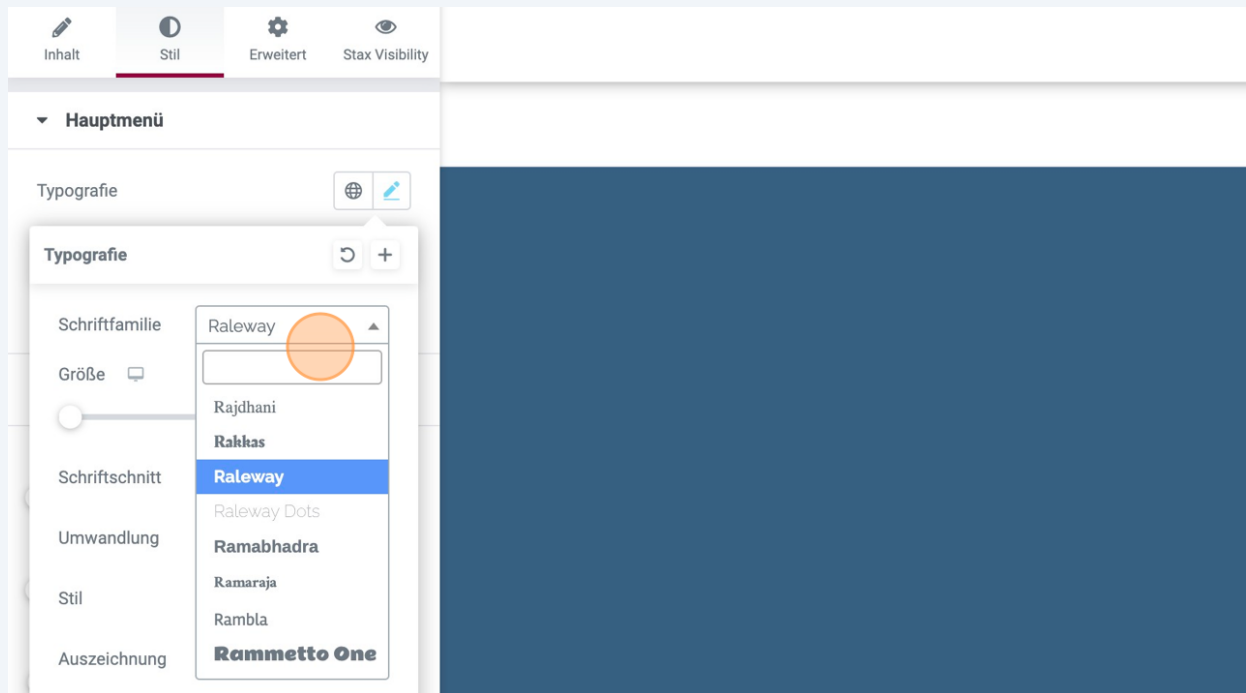 Inhalt
Stil
Erweitert
Stax Visibility
Hauptmenü
Typografie
Typografie
Schriftfamilie
Raleway
Größe
Rajdhani
Rakkas
Schriftschnitt
Raleway
Raleway Dots
Umwandlung
Ramabhadra
Stil
Ramaraja
Rambla
Auszeichnung
Rammetto One